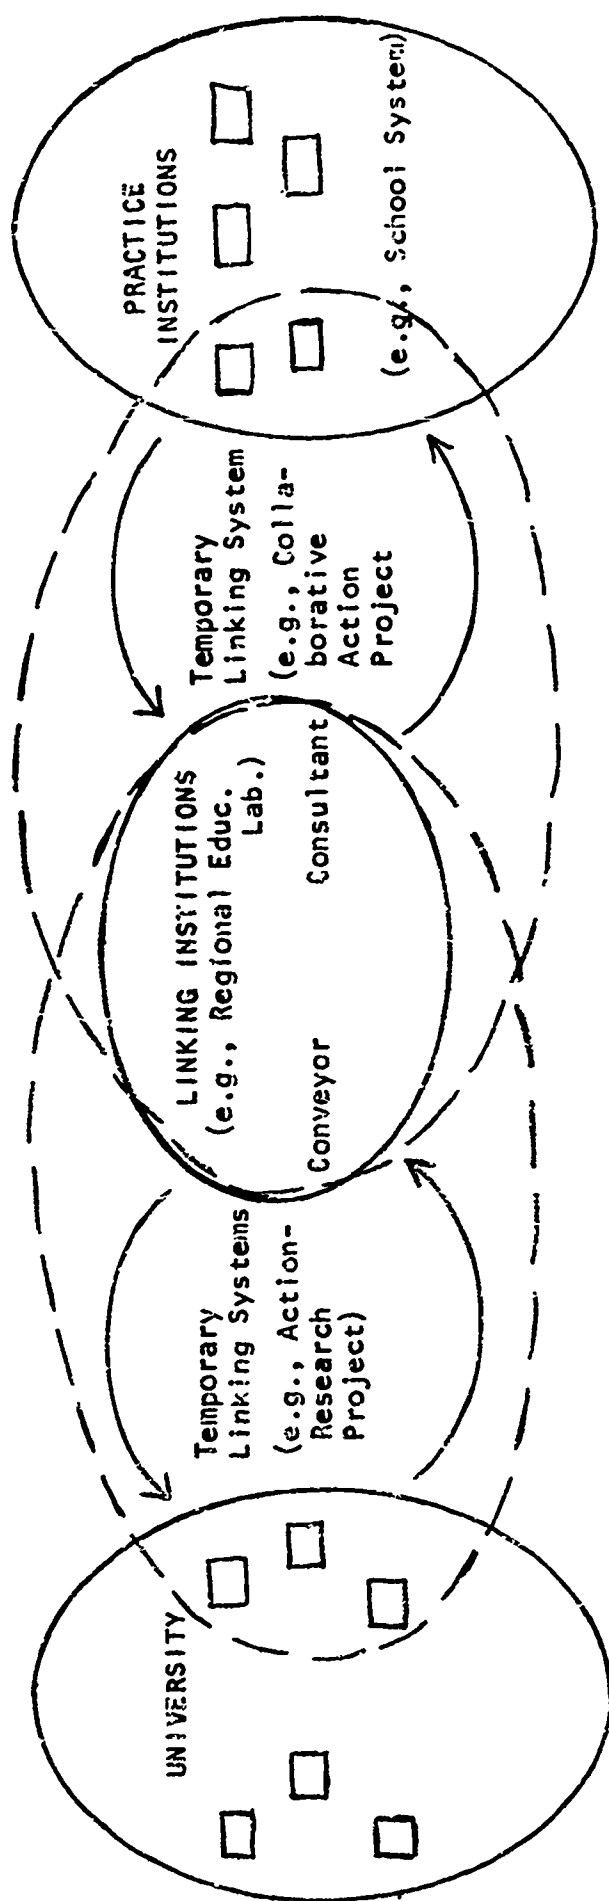 UNIVERSITY
Temporary
Linking Systems
(e.g., Action-
Research
Project)
LINKING INSTITUTIONS
(e.g., Regional Educ.
Lab.)
Conveyor
Consultant
Temporary
Linking System
(e.g., Colla-
borative
Action
Project
PRACTICE
INSTITUTIONS
(e.g., School System)